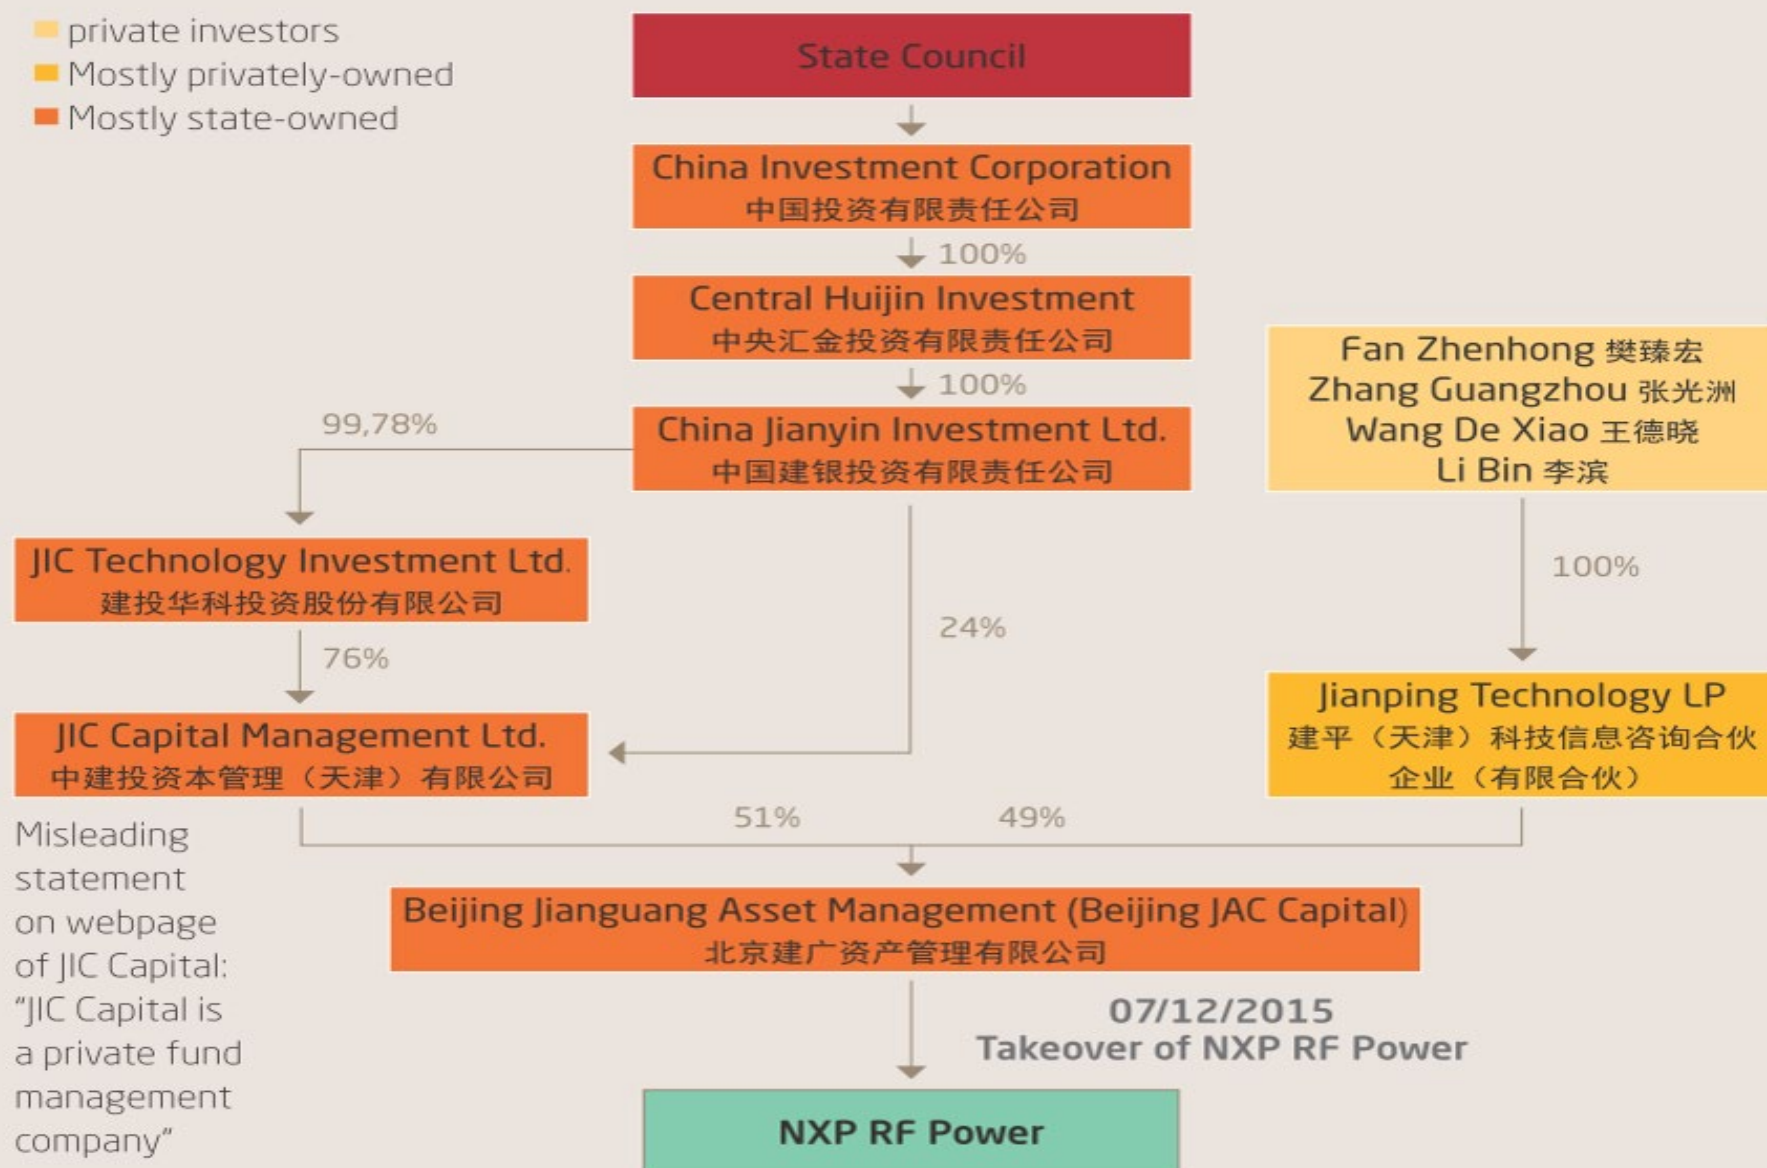 private investors
Mostly privately-owned
Mostly state-owned
State Council
China Investment Corporation
中国投资有限责任公司
100%
Central Huijin Investment
中央汇金投资有限责任公司
100%
China Jianyin Investment Ltd.
中国建银投资有限责任公司
99,78%
Fan Zhenhong 樊臻宏
Zhang Guangzhou 张光洲
Wang De Xiao 王德晓
Li Bin 李滨
JIC Technology Investment Ltd.
建投华科投资股份有限公司
100%
24%
76%
JIC Capital Management Ltd.
中建投资本管理（天津）有限公司
Jianping Technology LP
建平（天津）科技信息咨询合伙
企业（有限合伙）
51%
49%
Misleading
statement
on webpage
of JIC Capital:
“JIC Capital is
a private fund
management
company”
Beijing Jianguang Asset Management (Beijing JAC Capital)
北京建广资产管理有限公司
07/12/2015
Takeover of NXP RF Power
NXP RF Power